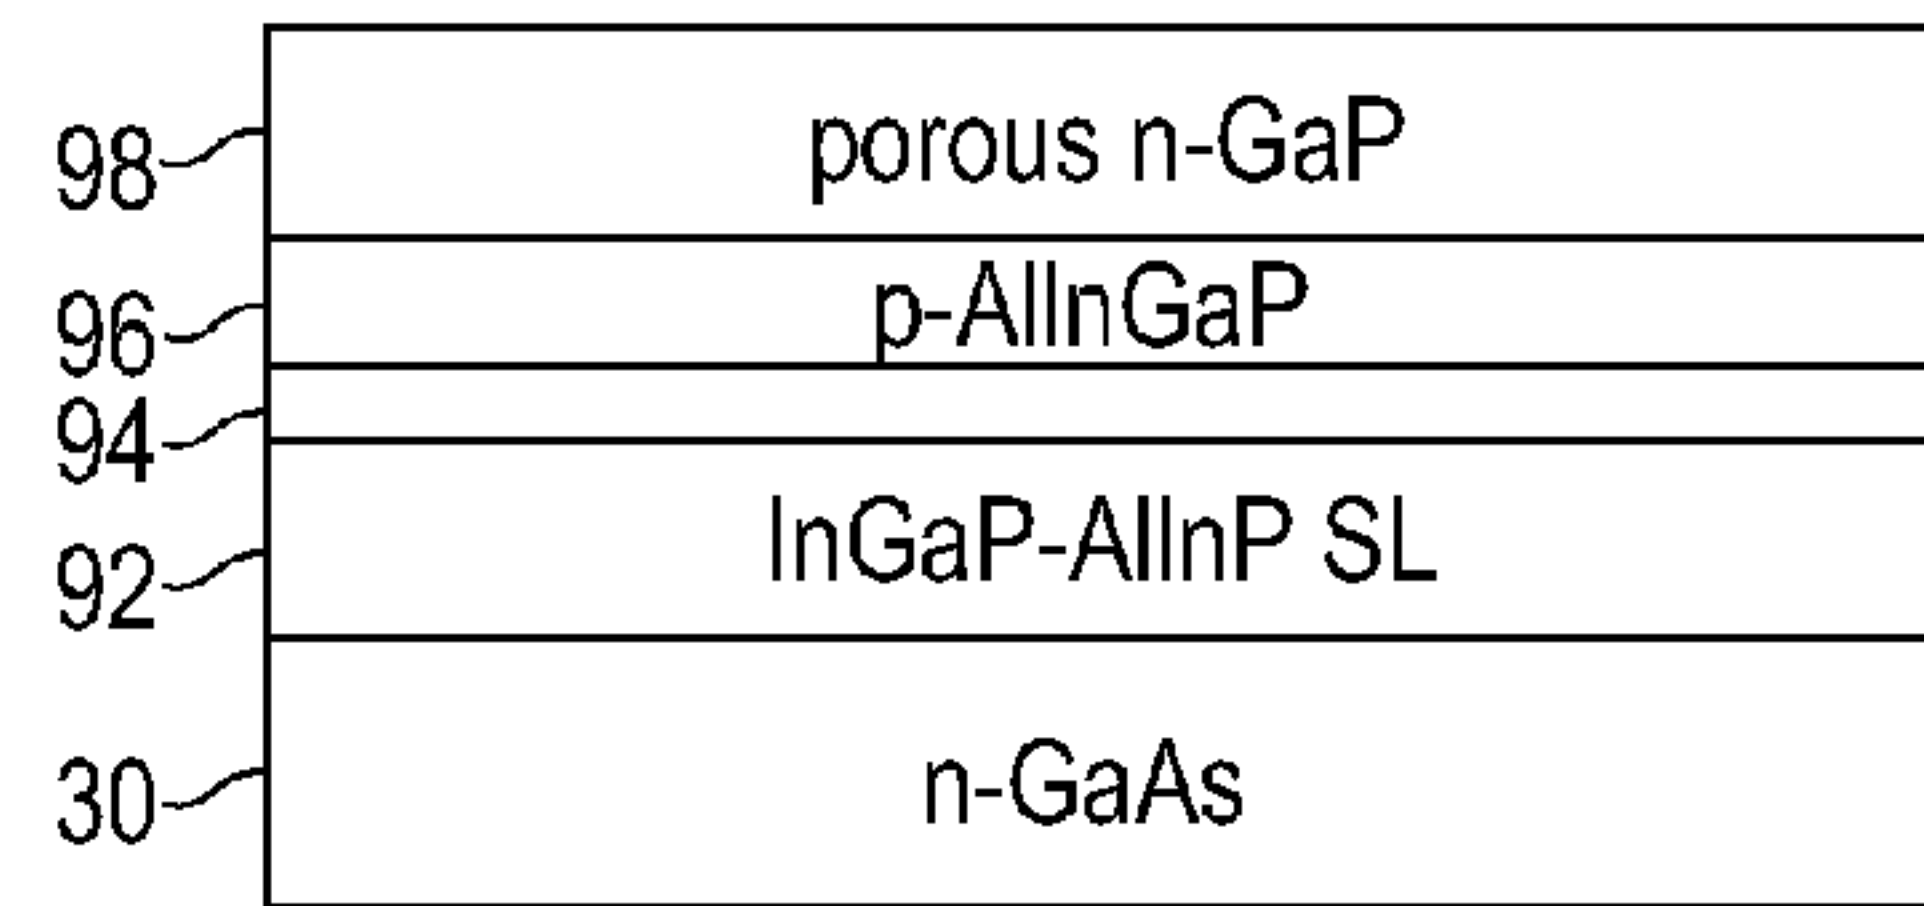 98 porous n-GaP
96 p-AlInGaP
94
92 InGaP-AlInP SL
30 n-GaAs